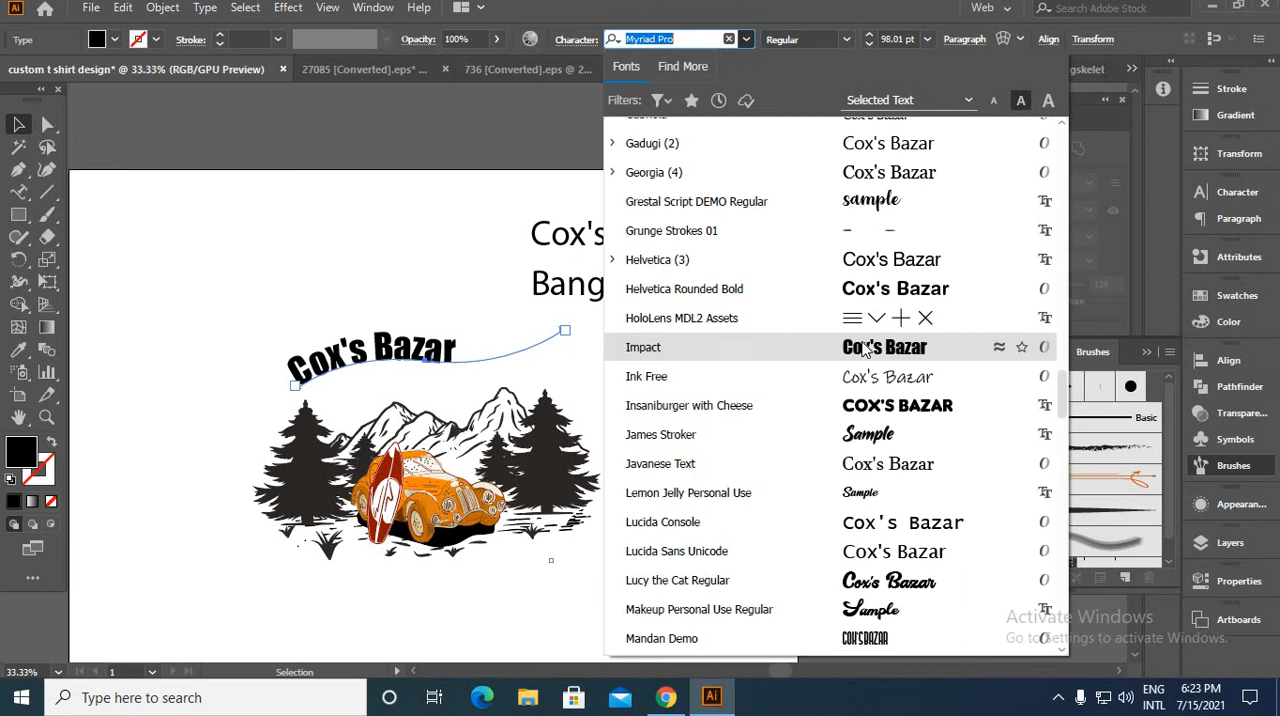 Ai File Edit Object Type Select Effect View Window Help Web Search Adobe Stock
Type Stroke: Opacity: 100% Character: Myriad Pro Regular 98.01 pt Paragraph Align Transform
custom t shirt design* @ 33.33% (RGB/GPU Preview) × 27085 [Converted].eps* 736 [Converted].eps @ 2...
Fonts Find More
Filters: Selected Text A A A
Gadugi (2) Cox's Bazar
Georgia (4) Cox's Bazar
Grestal Script DEMO Regular sample
Grunge Strokes 01
Helvetica (3) Cox's Bazar
Helvetica Rounded Bold Cox's Bazar
HoloLens MDL2 Assets
Impact Cox's Bazar
Ink Free Cox's Bazar
Insaniburger with Cheese COX'S BAZAR
James Stroker Sample
Javanese Text Cox's Bazar
Lemon Jelly Personal Use Sample
Lucida Console Cox's Bazar
Lucida Sans Unicode Cox's Bazar
Lucy the Cat Regular Cox's Bazar
Makeup Personal Use Regular Sample
Mandan Demo COX'S BAZAR
Cox's
Bang
Cox's Bazar
Stroke
Gradient
Transform
Character
Paragraph
Attributes
Swatches
Color
Align
Pathfinder
Transpare...
Symbols
Brushes
Appearan...
Layers
Properties
Artboards
Brushes
Basic
Activate Windows
Go to Settings to activate Windows.
33.33% 1 Selection
Type here to search
Ai
ENG
INTL
6:23 PM
7/15/2021